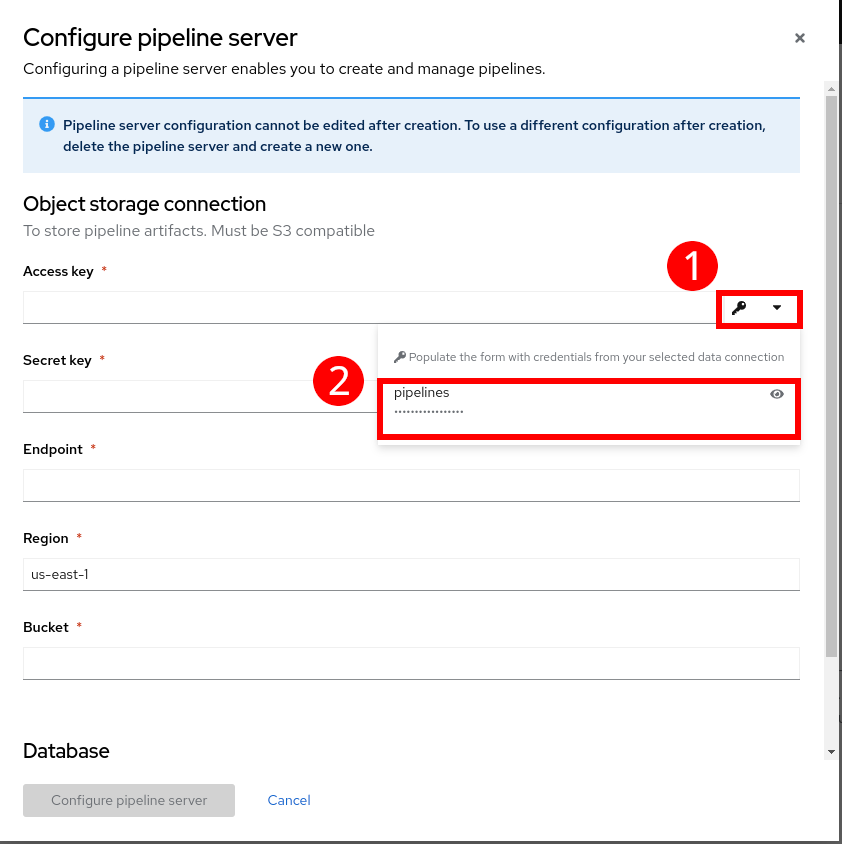 Configure pipeline server
Configuring a pipeline server enables you to create and manage pipelines.
Pipeline server configuration cannot be edited after creation. To use a different configuration after creation,
delete the pipeline server and create a new one.
Object storage connection
To store pipeline artifacts. Must be S3 compatible
Access key *
1
Populate the form with credentials from your selected data connection
Secret key *
2
pipelines
•••••••••••••••••
Endpoint *
Region *
us-east-1
Bucket *
Database
Configure pipeline server
Cancel